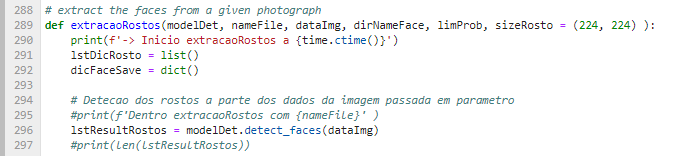 288 # extract the faces from a given photograph
289 def extracaoRostos(modelDet, nameFile, dataImg, dirNameFace, limProb, sizeRosto = (224, 224) ):
290     print(f'-> Inicio extracaoRostos a {time.ctime()}')
291     lstDicRosto = list()
292     dicFaceSave = dict()
293
294     # Detecao dos rostos a parte dos dados da imagem passada em parametro
295     #print(f'Dentro extracaoRostos com {nameFile}' )
296     lstResultRostos = modelDet.detect_faces(dataImg)
297     #print(len(lstResultRostos))